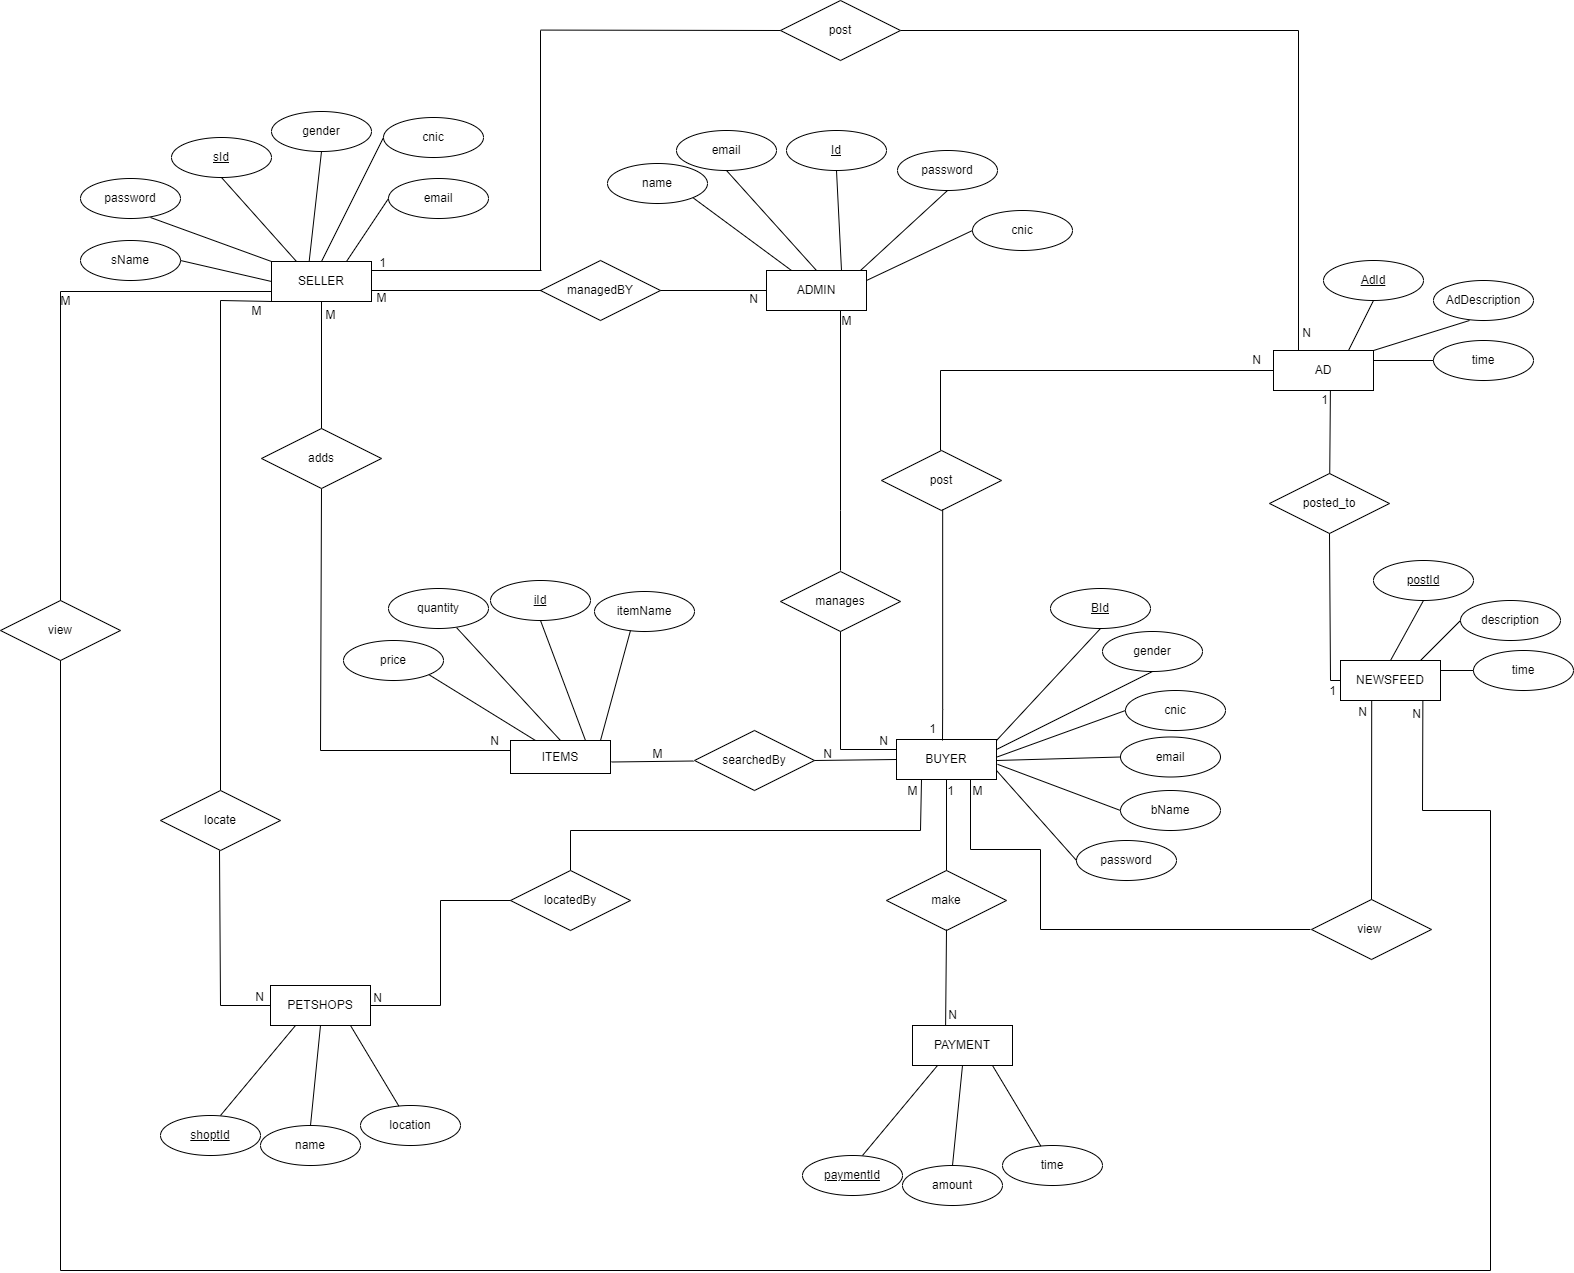 post
gender
cnic
sId
email
Id
password
name
password
email
cnic
sName
1
SELLER
managedBY
ADMIN
M
M
N
M
M
M
AdId
AdDescription
N
N
AD
time
1
adds
post
posted_to
quantity
iId
itemName
manages
BId
postId
description
view
price
gender
NEWSFEED
time
1
cnic
N
N
1
N
N
ITEMS
M
searchedBy
N
BUYER
email
M
1
M
bName
locate
password
locatedBy
make
view
N
PETSHOPS
N
N
PAYMENT
shoptId
name
location
paymentId
amount
time